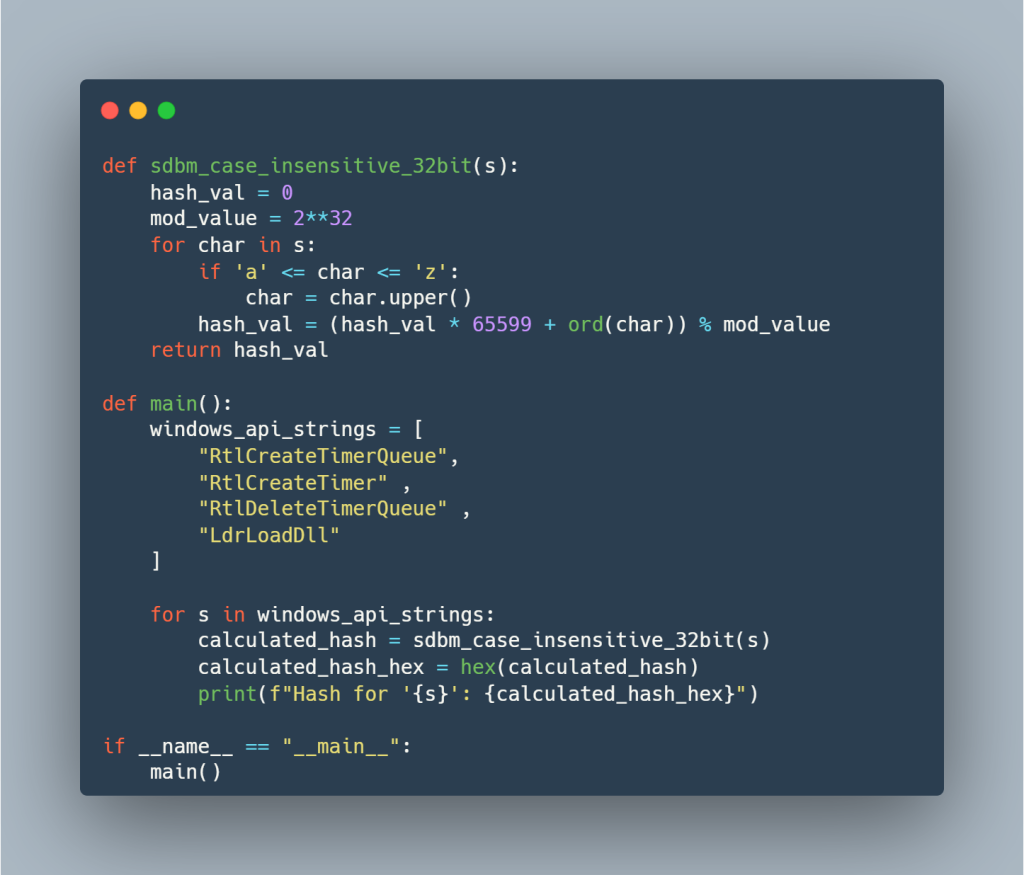 def sdbm_case_insensitive_32bit(s):
    hash_val = 0
    mod_value = 2**32
    for char in s:
        if 'a' <= char <= 'z':
            char = char.upper()
        hash_val = (hash_val * 65599 + ord(char)) % mod_value
    return hash_val

def main():
    windows_api_strings = [
        "RtlCreateTimerQueue",
        "RtlCreateTimer" ,
        "RtlDeleteTimerQueue" ,
        "LdrLoadDll"
    ]

    for s in windows_api_strings:
        calculated_hash = sdbm_case_insensitive_32bit(s)
        calculated_hash_hex = hex(calculated_hash)
        print(f"Hash for '{s}': {calculated_hash_hex}")

if __name__ == "__main__":
    main()